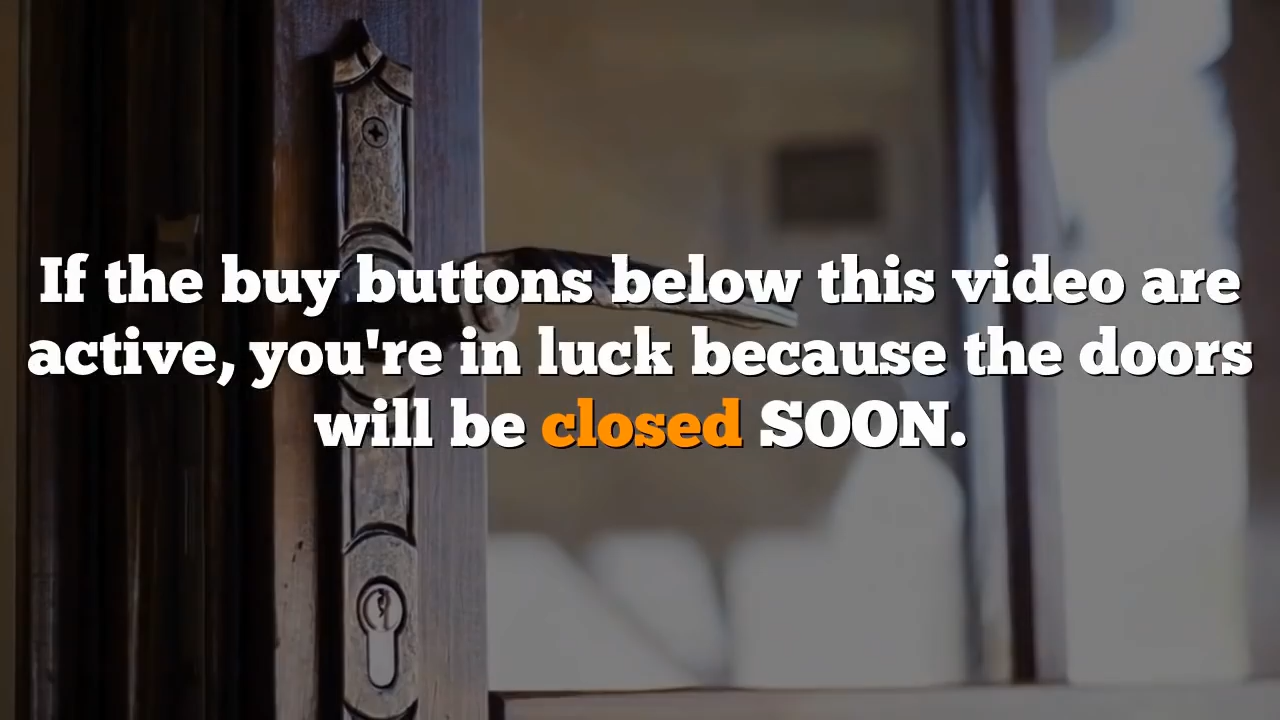 If the buy buttons below this video are
active, you're in luck because the doors
will be closed SOON.